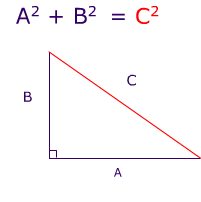 A² + B² = C²
B
C
A